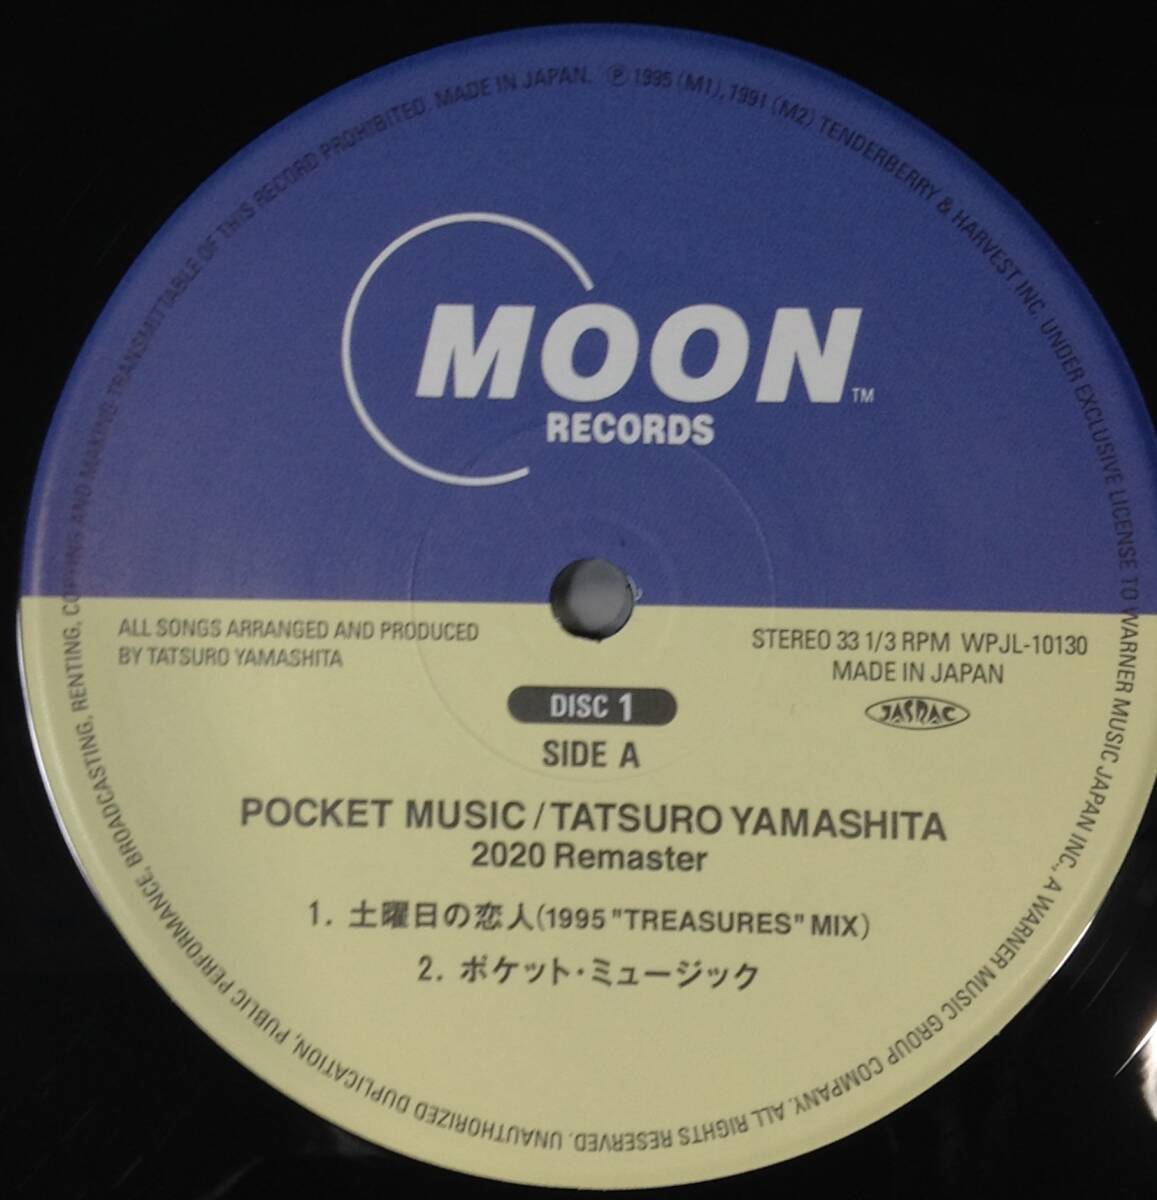 MOON™
RECORDS
ALL SONGS ARRANGED AND PRODUCED
BY TATSURO YAMASHITA
STEREO 33 1/3 RPM WPJL-10130
MADE IN JAPAN
JASRAC
DISC 1
SIDE A
POCKET MUSIC / TATSURO YAMASHITA
2020 Remaster
1. 土曜日の恋人(1995 "TREASURES" MIX)
2. ポケット・ミュージック
℗ 1995 (M1), 1991 (M2) TENDERBERRY & HARVEST INC. UNDER EXCLUSIVE LICENSE TO WARNER MUSIC JAPAN INC., A WARNER MUSIC GROUP COMPANY. ALL RIGHTS RESERVED. UNAUTHORIZED DUPLICATION, PUBLIC PERFORMANCE, BROADCASTING, RENTING, COPYING AND MAKING TRANSMITTABLE OF THIS RECORD PROHIBITED. MADE IN JAPAN.